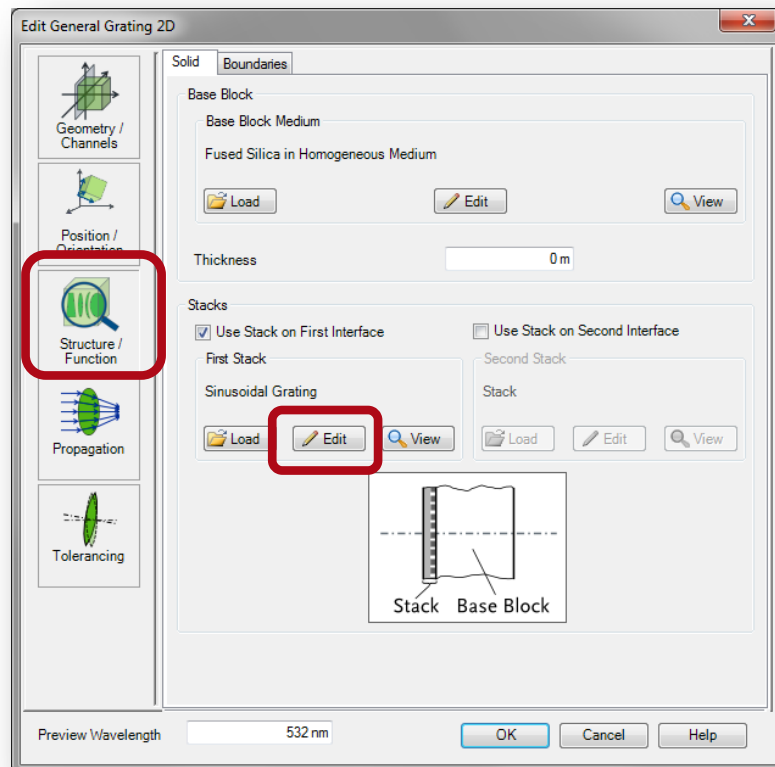 Edit General Grating 2D
Geometry /
Channels
Position /
Orientation
Structure /
Function
Propagation
Tolerancing
Solid Boundaries
Base Block
Base Block Medium
Fused Silica in Homogeneous Medium
Load Edit View
Thickness 0 m
Stacks
Use Stack on First Interface Use Stack on Second Interface
First Stack Second Stack
Sinusoidal Grating Stack
Load Edit View Load Edit View
Stack Base Block
Preview Wavelength 532 nm OK Cancel Help